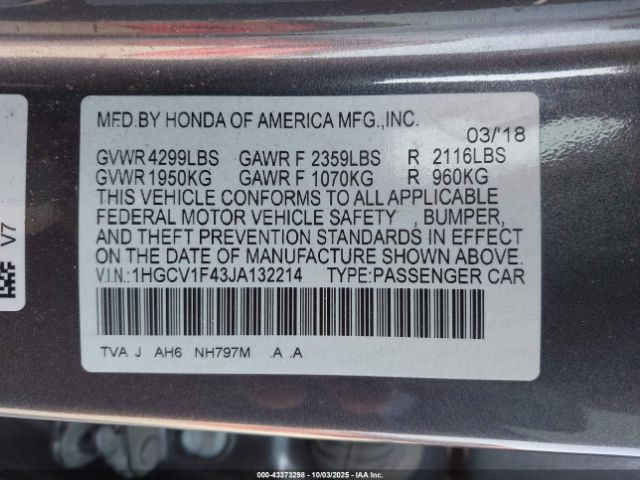 MFD.BY HONDA OF AMERICA MFG.,INC.
03/'18
GVWR 4299LBS GAWR F 2359LBS R 2116LBS
GVWR 1950KG GAWR F 1070KG R 960KG
THIS VEHICLE CONFORMS TO ALL APPLICABLE
FEDERAL MOTOR VEHICLE SAFETY , BUMPER,
AND THEFT PREVENTION STANDARDS IN EFFECT
ON THE DATE OF MANUFACTURE SHOWN ABOVE.
V.I.N.:1HGCV1F43JA132214 TYPE:PASSENGER CAR
TVA J AH6 NH797M .A .A
V7
000-43373298 - 10/03/2025 - IAA Inc.